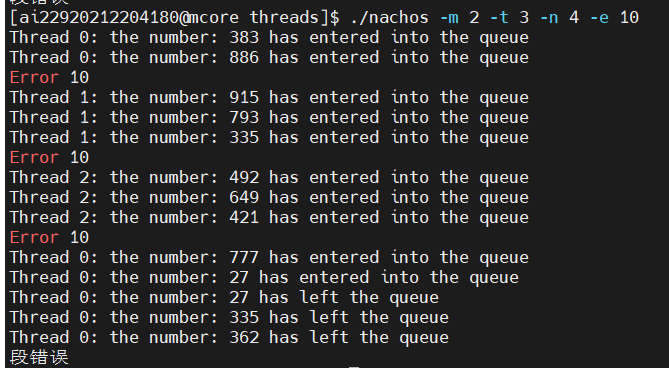 段错误
[ai22920212204180@mcore threads]$ ./nachos -m 2 -t 3 -n 4 -e 10
Thread 0: the number: 383 has entered into the queue
Thread 0: the number: 886 has entered into the queue
Error 10
Thread 1: the number: 915 has entered into the queue
Thread 1: the number: 793 has entered into the queue
Thread 1: the number: 335 has entered into the queue
Error 10
Thread 2: the number: 492 has entered into the queue
Thread 2: the number: 649 has entered into the queue
Thread 2: the number: 421 has entered into the queue
Error 10
Thread 0: the number: 777 has entered into the queue
Thread 0: the number: 27 has entered into the queue
Thread 0: the number: 27 has left the queue
Thread 0: the number: 335 has left the queue
Thread 0: the number: 362 has left the queue
段错误